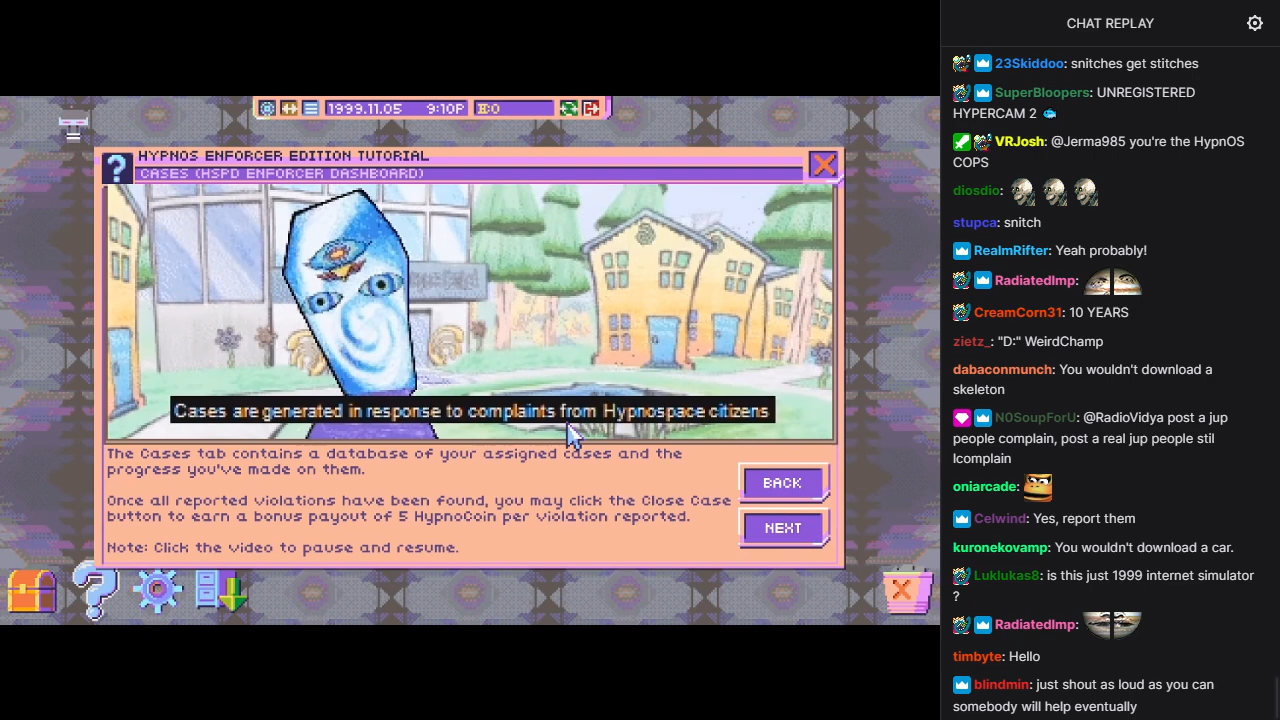 CHAT REPLAY
1999.11.05 9:10P
HYPNOS ENFORCER EDITION TUTORIAL
CASES (HSPD ENFORCER DASHBOARD)
Cases are generated in response to complaints from Hypnospace citizens
The Cases tab contains a database of your assigned cases and the
progress you've made on them.
Once all reported violations have been found, you may click the Close Case
button to earn a bonus payout of 5 HypnoCoin per violation reported.
Note: Click the video to pause and resume.
BACK
NEXT
23Skiddoo: snitches get stitches
SuperBloopers: UNREGISTERED
HYPERCAM 2
VRJosh: @Jerma985 you're the HypnOS
COPS
diosdio:
stupca: snitch
RealmRifter: Yeah probably!
RadiatedImp:
CreamCorn31: 10 YEARS
zietz_: "D:" WeirdChamp
dabaconmunch: You wouldn't download a
skeleton
N0SoupForU: @RadioVidya post a jup
people complain, post a real jup people stil
lcomplain
oniarcade:
Celwind: Yes, report them
kuronekovamp: You wouldn't download a car.
Luklukas8: is this just 1999 internet simulator
?
RadiatedImp:
timbyte: Hello
blindmin: just shout as loud as you can
somebody will help eventually